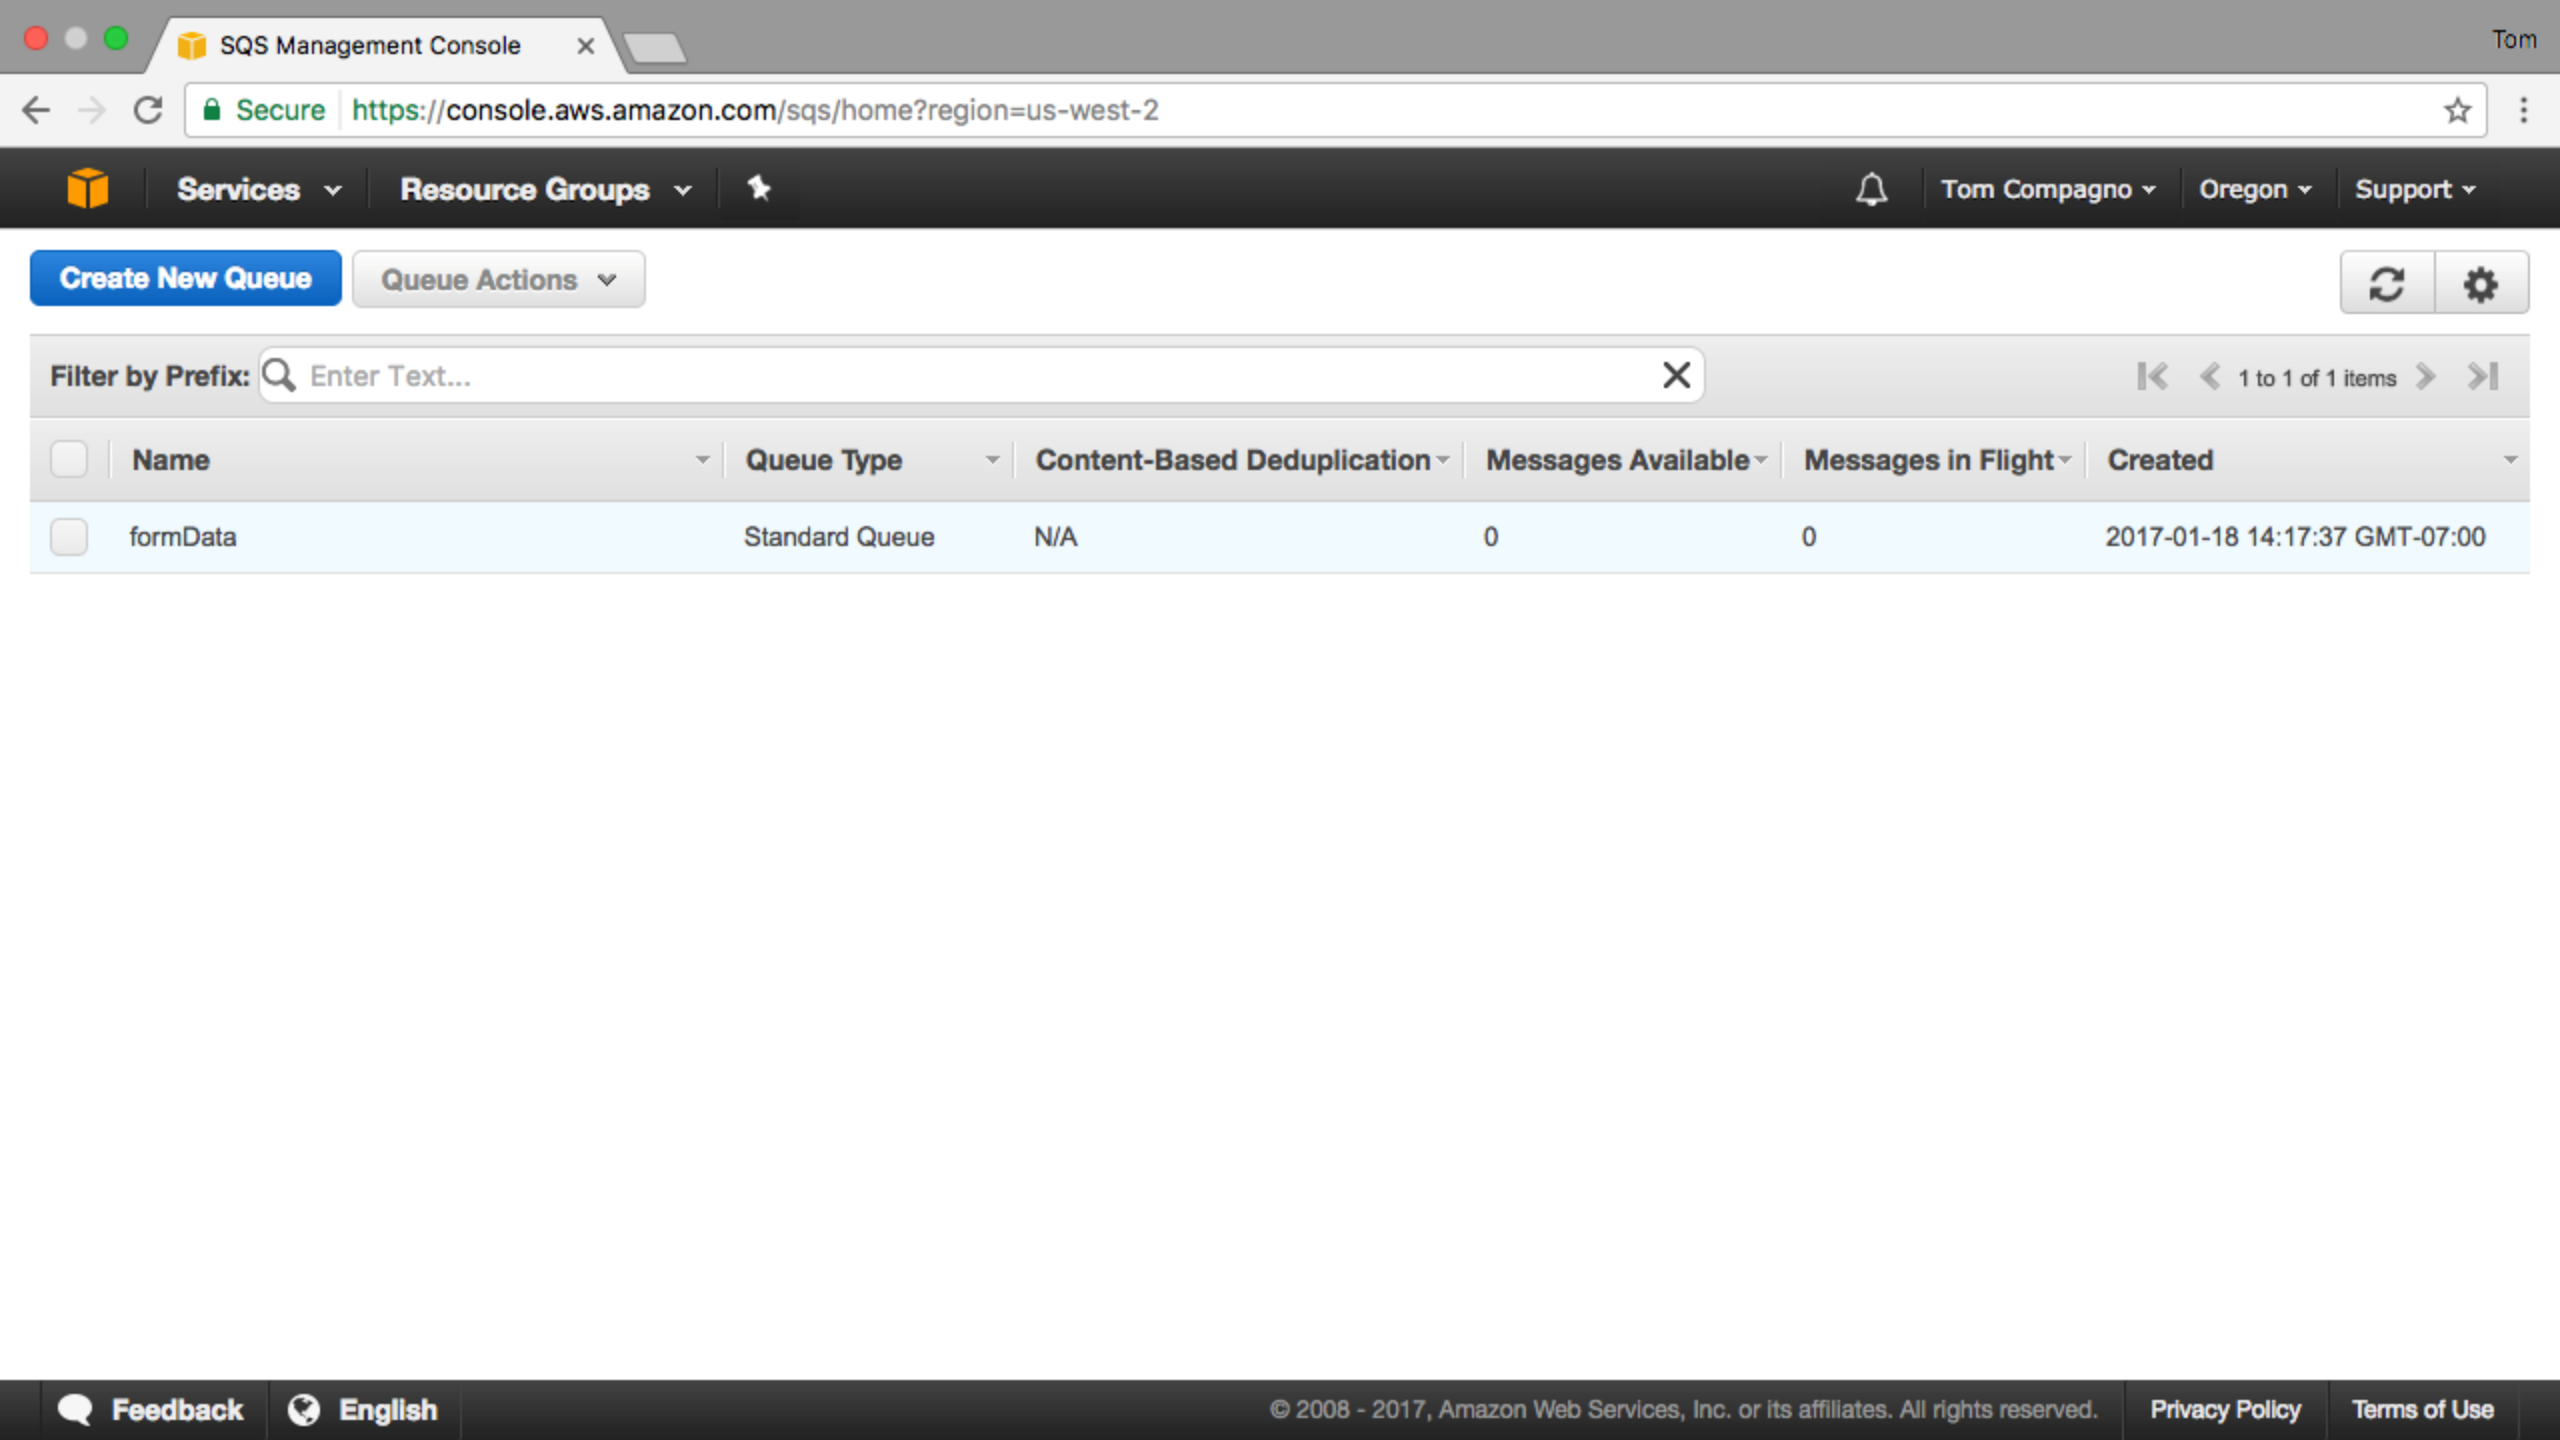 SQS Management Console
Tom
Secure https://console.aws.amazon.com/sqs/home?region=us-west-2
Services Resource Groups Tom Compagno Oregon Support
Create New Queue Queue Actions
Filter by Prefix: Enter Text... 1 to 1 of 1 items
Name Queue Type Content-Based Deduplication Messages Available Messages in Flight Created
formData Standard Queue N/A 0 0 2017-01-18 14:17:37 GMT-07:00
Feedback English © 2008 - 2017, Amazon Web Services, Inc. or its affiliates. All rights reserved. Privacy Policy Terms of Use